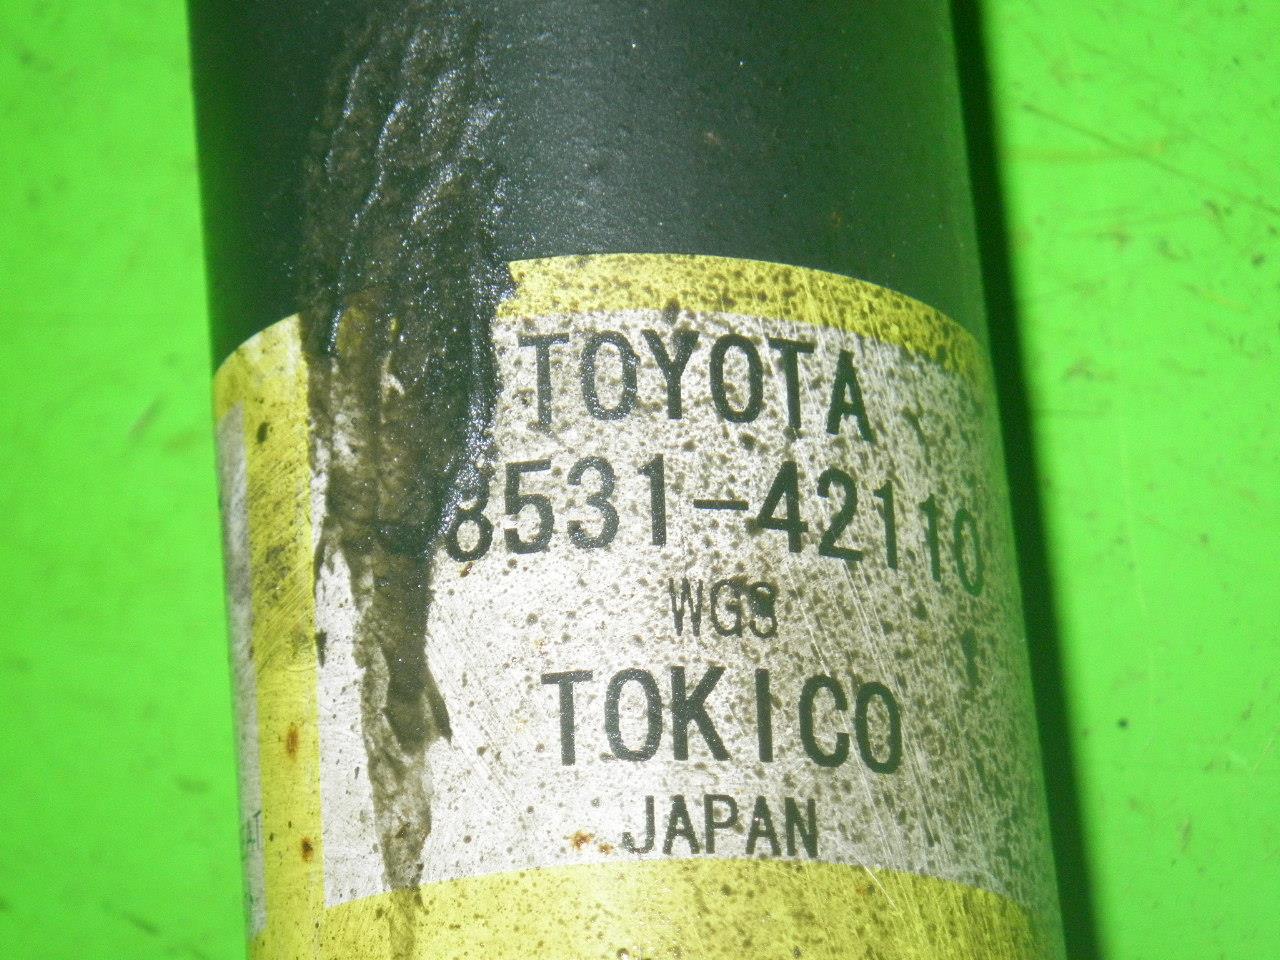 TOYOTA
8531-42110
WGS
TOKICO
JAPAN